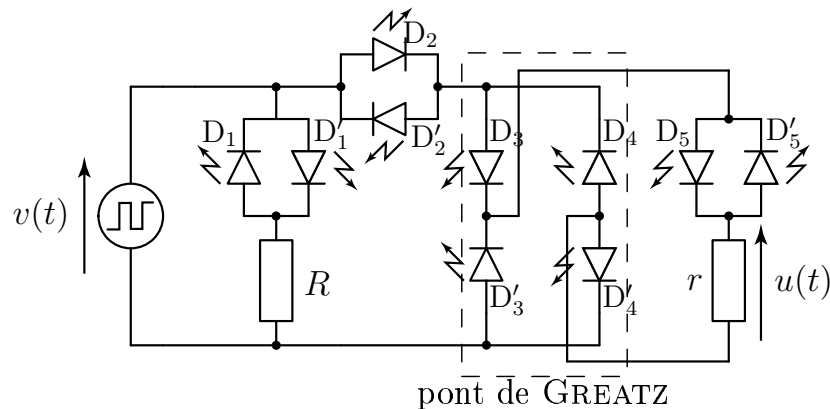 D₂
D₁ D′₁ D′₂ D₃ D₄ D₅ D′₅
v(t)
R r u(t)
D′₃ D′₄
pont de GREATZ